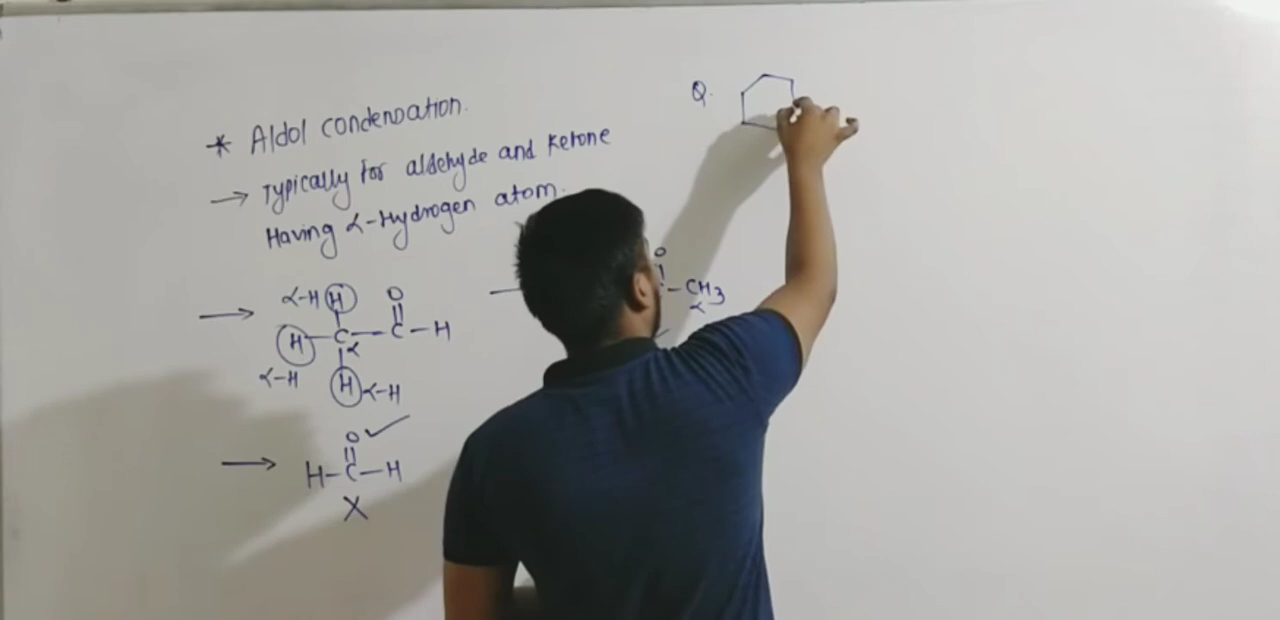 * Aldol condensation.
→ Typically for aldehyde and Ketone
Having α-Hydrogen atom.
Q.
→ α-H H O
H C α C H
α-H H α-H
O
CH3
α
→ O ✓
H-C-H
X